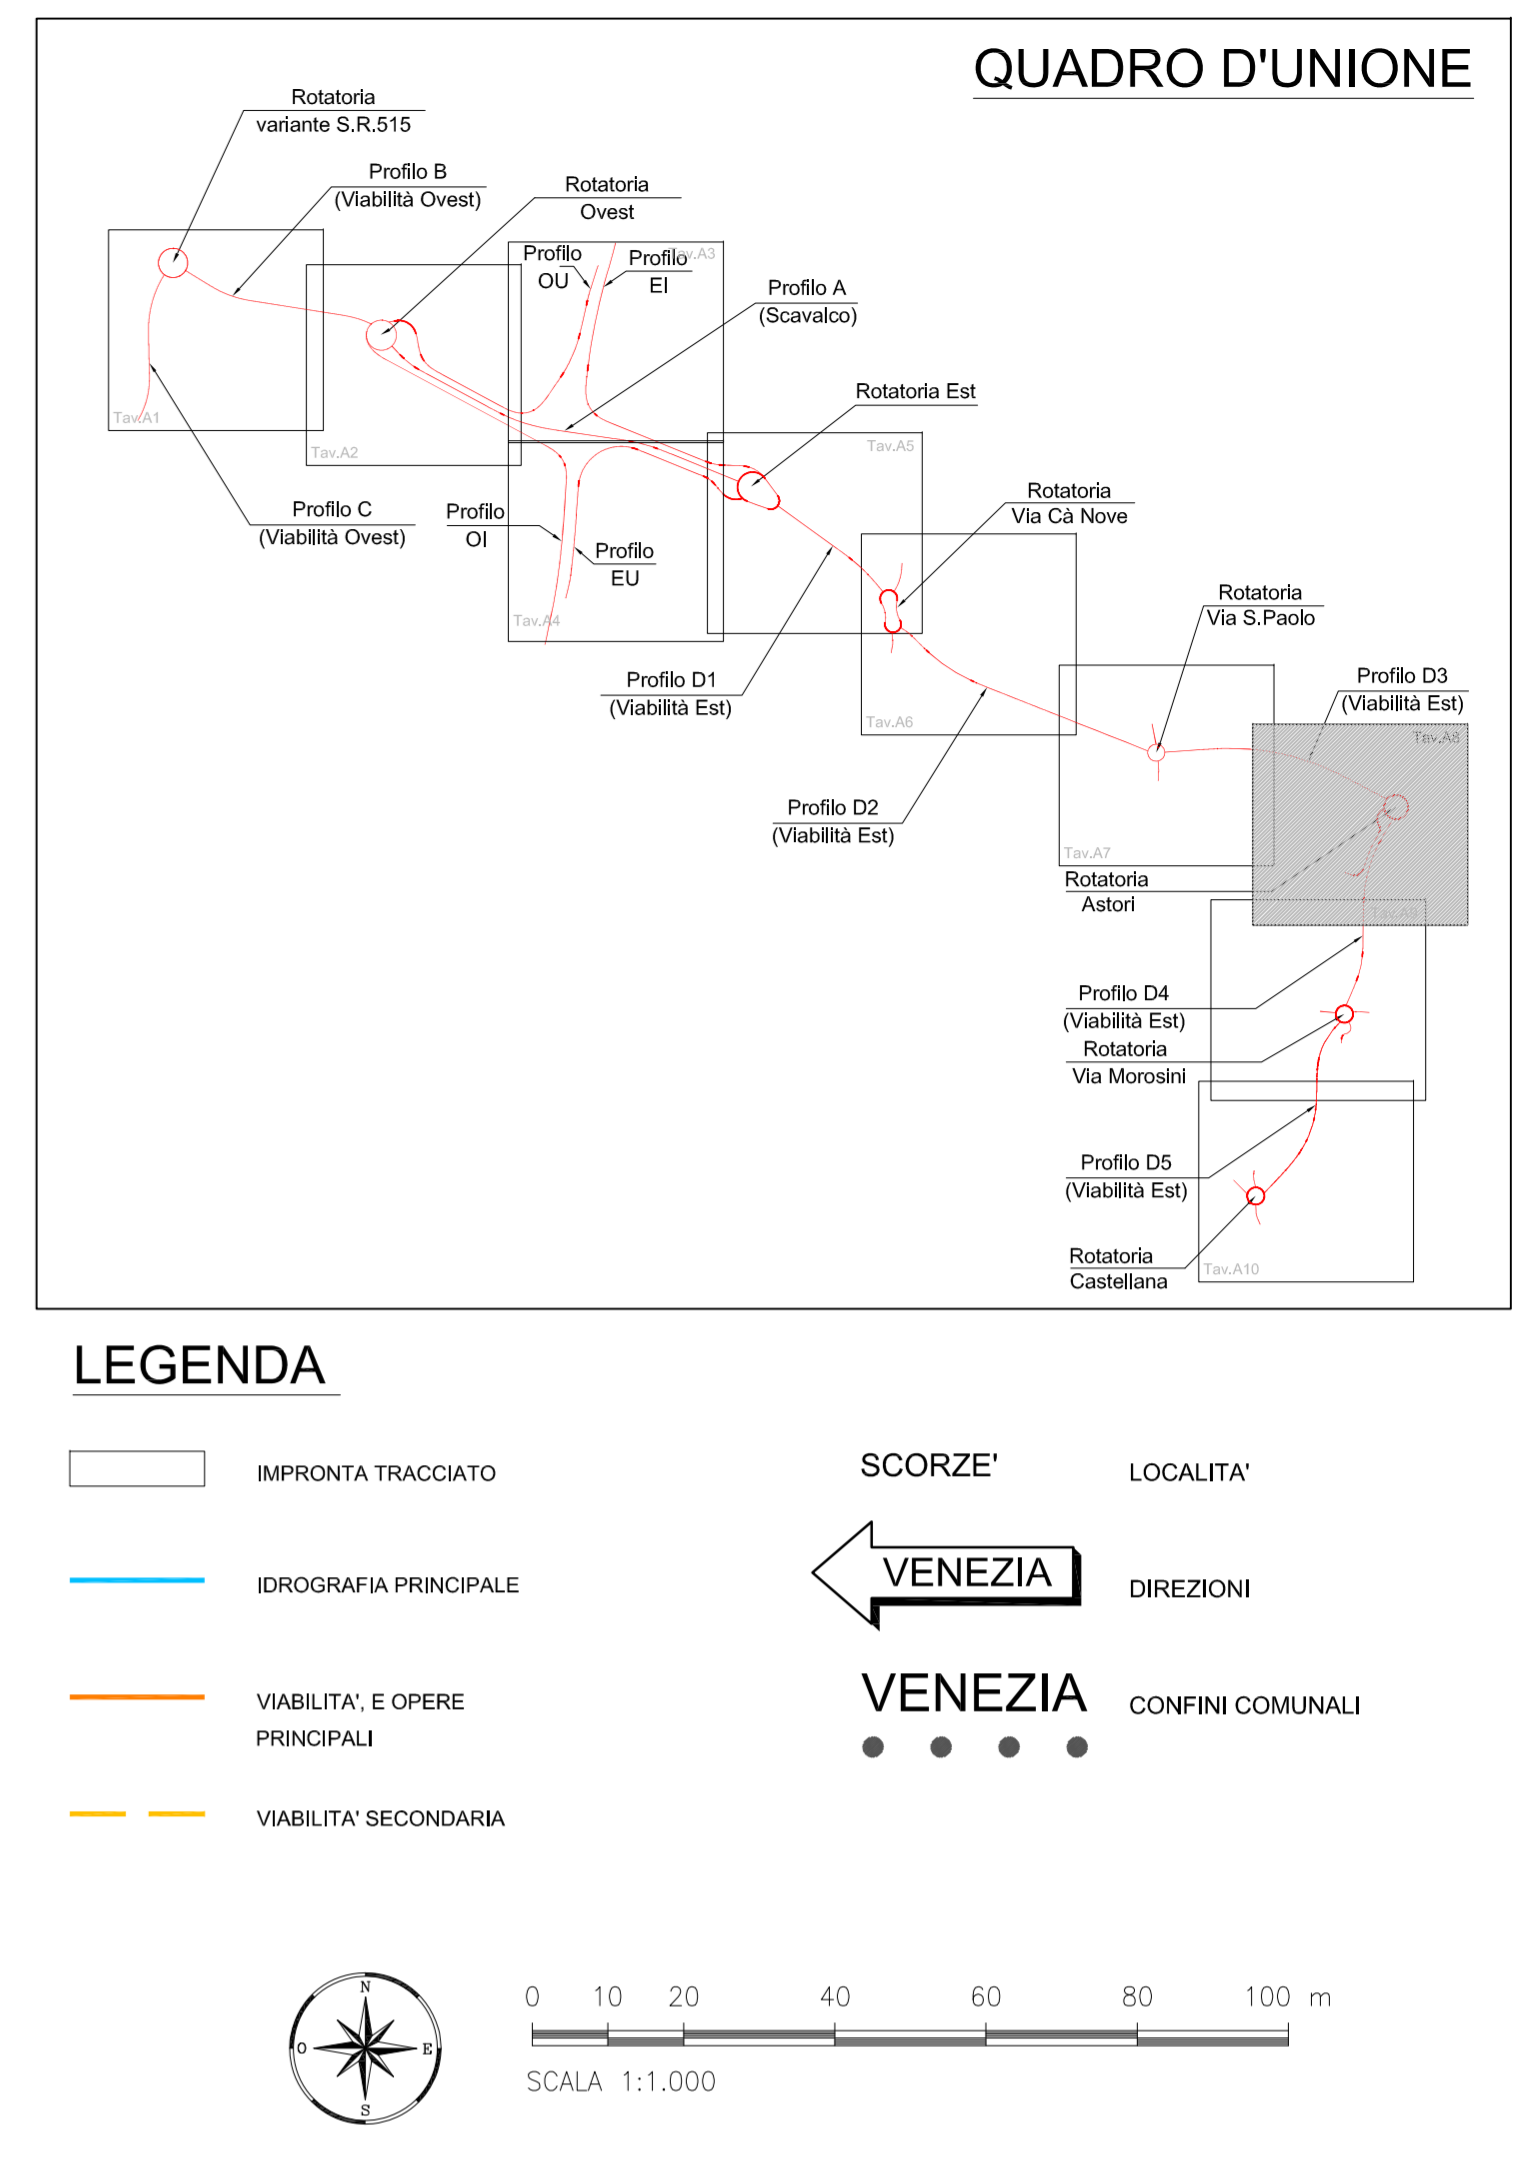 QUADRO D'UNIONE
Rotatoria
variante S.R.515
Profilo B
(Viabilità Ovest)
Rotatoria
Ovest
Profilo
OU
Tav.A3
Profilo
EI
Profilo A
(Scavalco)
Rotatoria Est
Tav.A1
Tav.A2
Tav.A5
Profilo C
(Viabilità Ovest)
Profilo
OI
Profilo
EU
Rotatoria
Via Cà Nove
Tav.A4
Rotatoria
Via S.Paolo
Profilo D1
(Viabilità Est)
Tav.A6
Profilo D3
(Viabilità Est)
Tav.A8
Profilo D2
(Viabilità Est)
Tav.A7
Rotatoria
Astori
Tav.A9
Profilo D4
(Viabilità Est)
Rotatoria
Via Morosini
Profilo D5
(Viabilità Est)
Rotatoria
Castellana
Tav.A10
LEGENDA
IMPRONTA TRACCIATO
SCORZE'
LOCALITA'
IDROGRAFIA PRINCIPALE
VENEZIA
DIREZIONI
VIABILITA', E OPERE
PRINCIPALI
VENEZIA
CONFINI COMUNALI
VIABILITA' SECONDARIA
N
O
E
S
0 10 20 40 60 80 100 m
SCALA 1:1.000